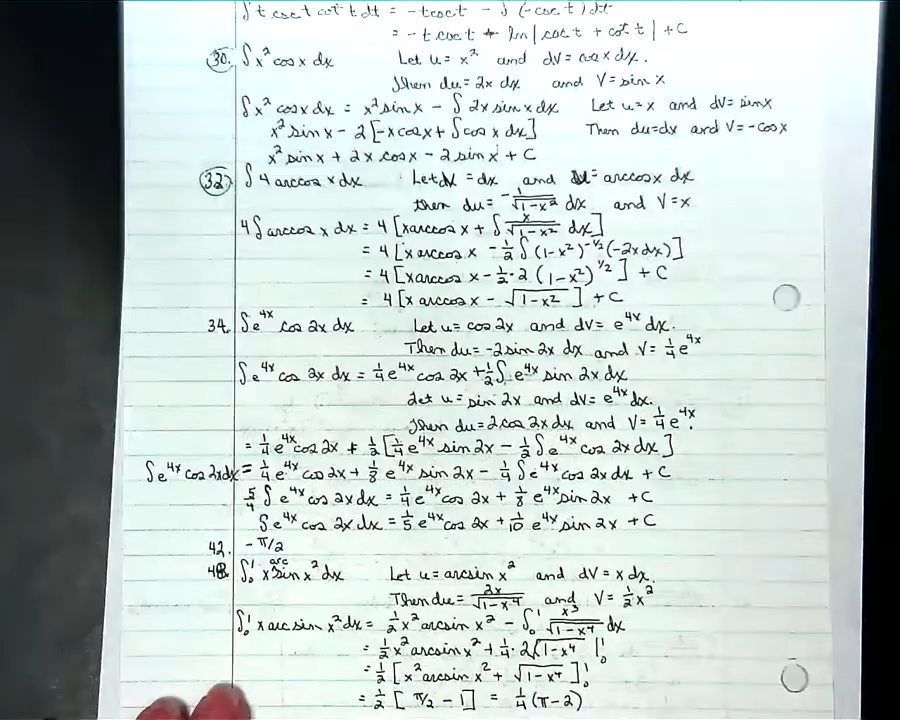 ∫t csc t cot t dt = -t csc t - ∫(-csc t) dt
= -t csc t + ln|csc t + cot t| + C
30. ∫x² cos x dx Let u = x² and dV = cos x dx.
Then du = 2x dx and V = sin x
∫x² cos x dx = x² sin x - ∫2x sin x dx Let u = x and dV = sin x
x² sin x - 2[-x cos x + ∫cos x dx] Then du = dx and V = -cos x
x² sin x + 2x cos x - 2 sin x + C
32. ∫4 arccos x dx Let dV = dx and u = arccos x dx
then du = -1/√(1-x²) dx and V = x
4∫arccos x dx = 4[x arccos x + ∫x/√(1-x²) dx]
= 4[x arccos x - 1/2 ∫(1-x²)^(-1/2) (-2x dx)]
= 4[x arccos x - 1/2 · 2(1-x²)^(1/2)] + C
= 4[x arccos x - √(1-x²)] + C
34. ∫e^(4x) cos 2x dx Let u = cos 2x and dV = e^(4x) dx.
Then du = -2 sin 2x dx and V = 1/4 e^(4x)
∫e^(4x) cos 2x dx = 1/4 e^(4x) cos 2x + 1/2 ∫e^(4x) sin 2x dx
Let u = sin 2x and dV = e^(4x) dx.
Then du = 2 cos 2x dx and V = 1/4 e^(4x).
= 1/4 e^(4x) cos 2x + 1/2 [1/4 e^(4x) sin 2x - 1/2 ∫e^(4x) cos 2x dx]
∫e^(4x) cos 2x dx = 1/4 e^(4x) cos 2x + 1/8 e^(4x) sin 2x - 1/4 ∫e^(4x) cos 2x dx + C
5/4 ∫e^(4x) cos 2x dx = 1/4 e^(4x) cos 2x + 1/8 e^(4x) sin 2x + C
∫e^(4x) cos 2x dx = 1/5 e^(4x) cos 2x + 1/10 e^(4x) sin 2x + C
42. -π/2
48. ∫₀¹ x arcsin x² dx Let u = arcsin x² and dV = x dx.
Then du = 2x/√(1-x⁴) and V = 1/2 x²
∫₀¹ x arc sin x² dx = 1/2 x² arcsin x² - ∫₀¹ x³/√(1-x⁴) dx
= 1/2 x² arcsin x² + 1/4 · 2√(1-x⁴) |₀¹
= 1/2 [x² arcsin x² + √(1-x⁴)]₀¹
= 1/2 [π/2 - 1] = 1/4 (π-2)